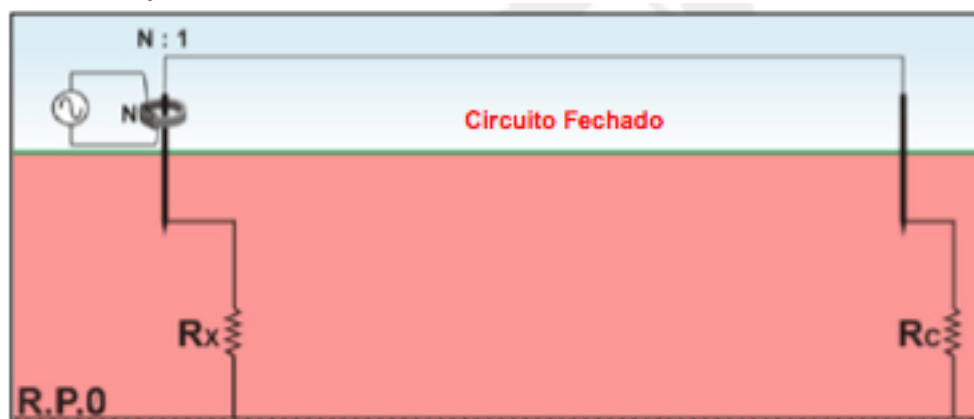 N : 1
N
Circuito Fechado
Rx
Rc
R.P.0